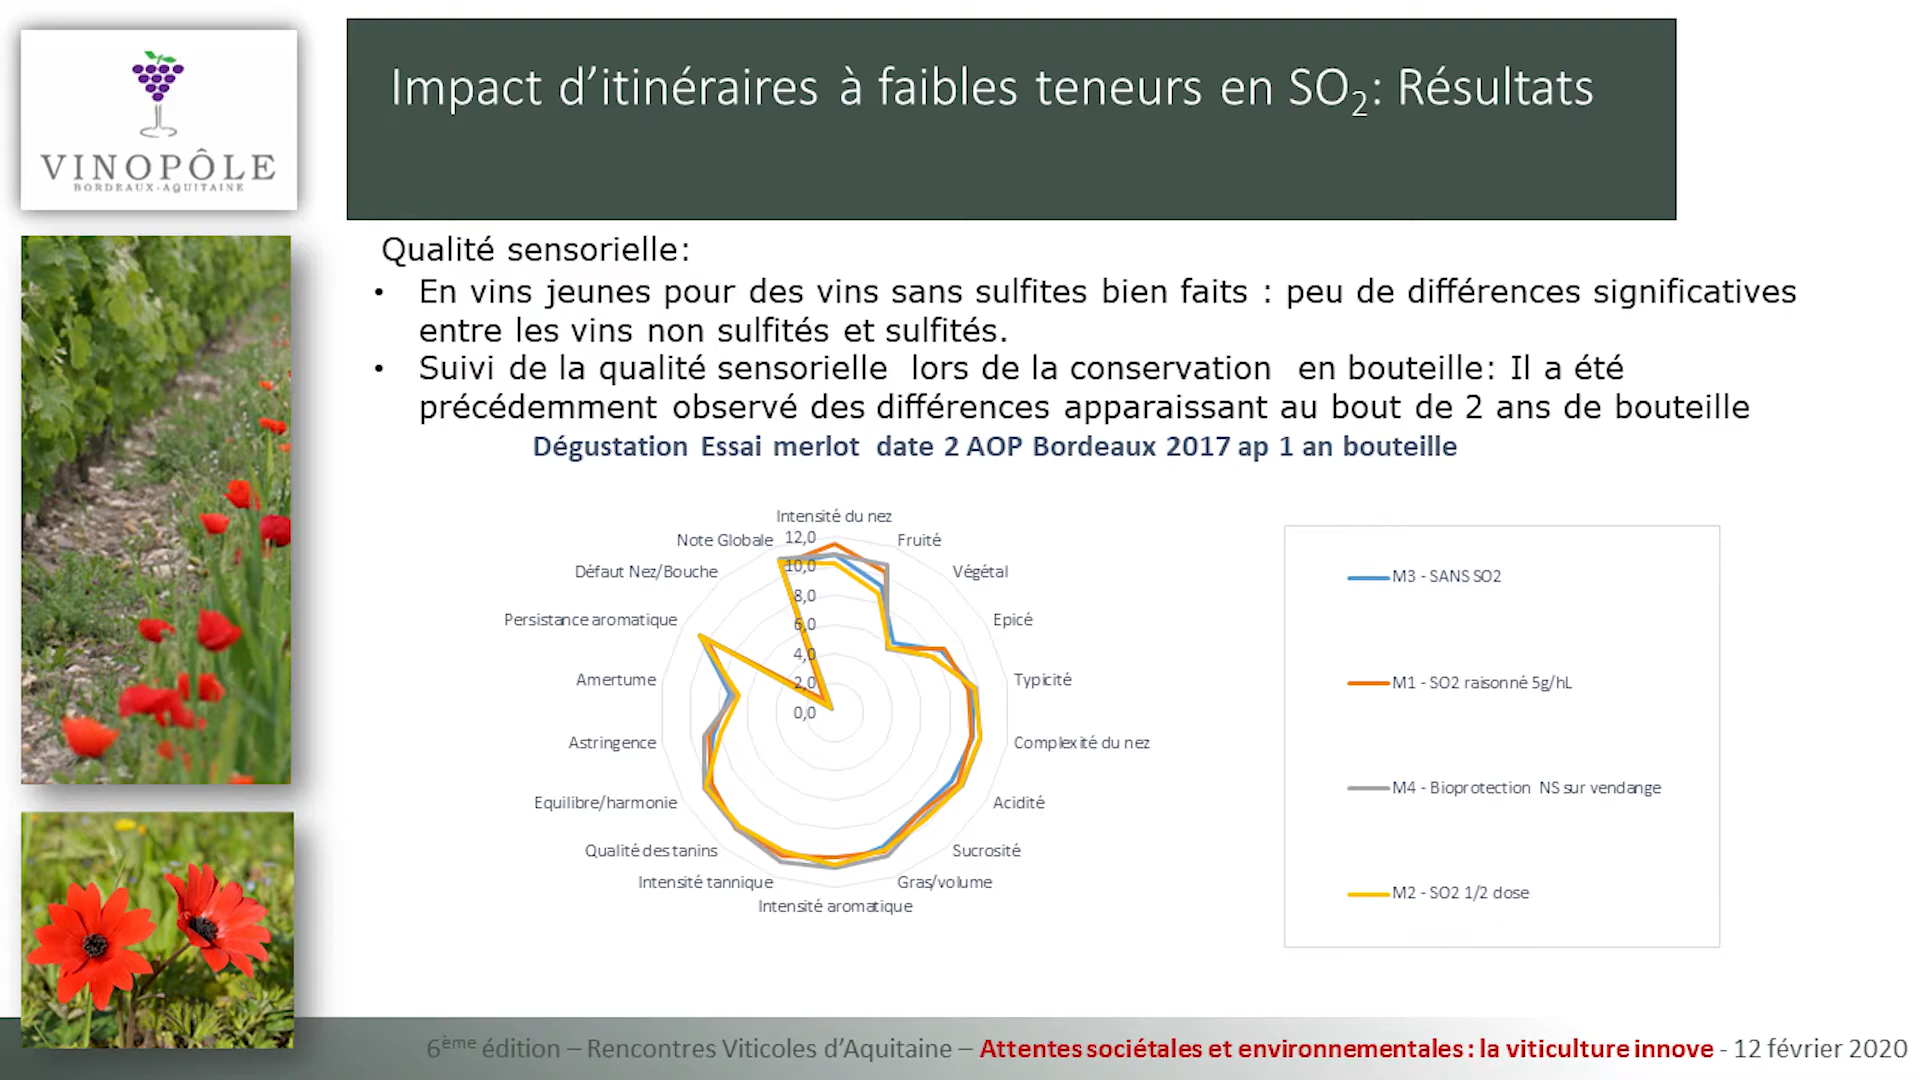 VINOPÔLE
BORDEAUX-AQUITAINE
Impact d’itinéraires à faibles teneurs en SO₂: Résultats
Qualité sensorielle:
• En vins jeunes pour des vins sans sulfites bien faits : peu de différences significatives
entre les vins non sulfités et sulfités.
• Suivi de la qualité sensorielle lors de la conservation en bouteille: Il a été
précédemment observé des différences apparaissant au bout de 2 ans de bouteille
Dégustation Essai merlot date 2 AOP Bordeaux 2017 ap 1 an bouteille
Intensité du nez
Fruité
Végétal
Epicé
Typicité
Complexité du nez
Acidité
Sucrosité
Gras/volume
Intensité aromatique
Intensité tannique
Qualité des tanins
Equilibre/harmonie
Astringence
Amertume
Persistance aromatique
Défaut Nez/Bouche
Note Globale
12,0
10,0
8,0
6,0
4,0
2,0
0,0
M3 - SANS SO2
M1 - SO2 raisonné 5g/hL
M4 - Bioprotection NS sur vendange
M2 - SO2 1/2 dose
6ème édition – Rencontres Viticoles d’Aquitaine – Attentes sociétales et environnementales : la viticulture innove - 12 février 2020